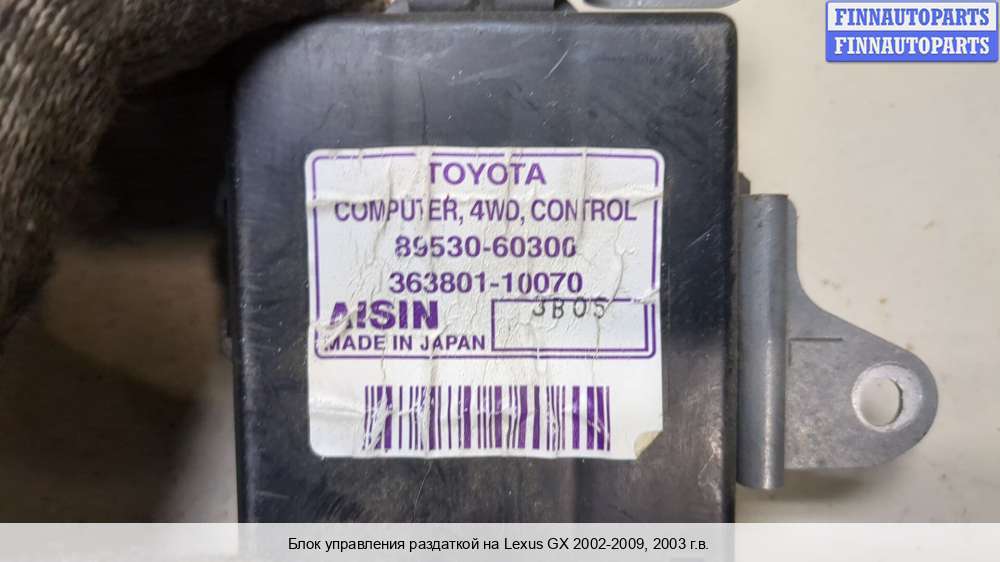 FINNAUTOPARTS
FINNAUTOPARTS
TOYOTA
COMPUTER, 4WD, CONTROL
89530-60300
363801-10070
AISIN
3B05
MADE IN JAPAN
Блок управления раздаткой на Lexus GX 2002-2009, 2003 г.в.